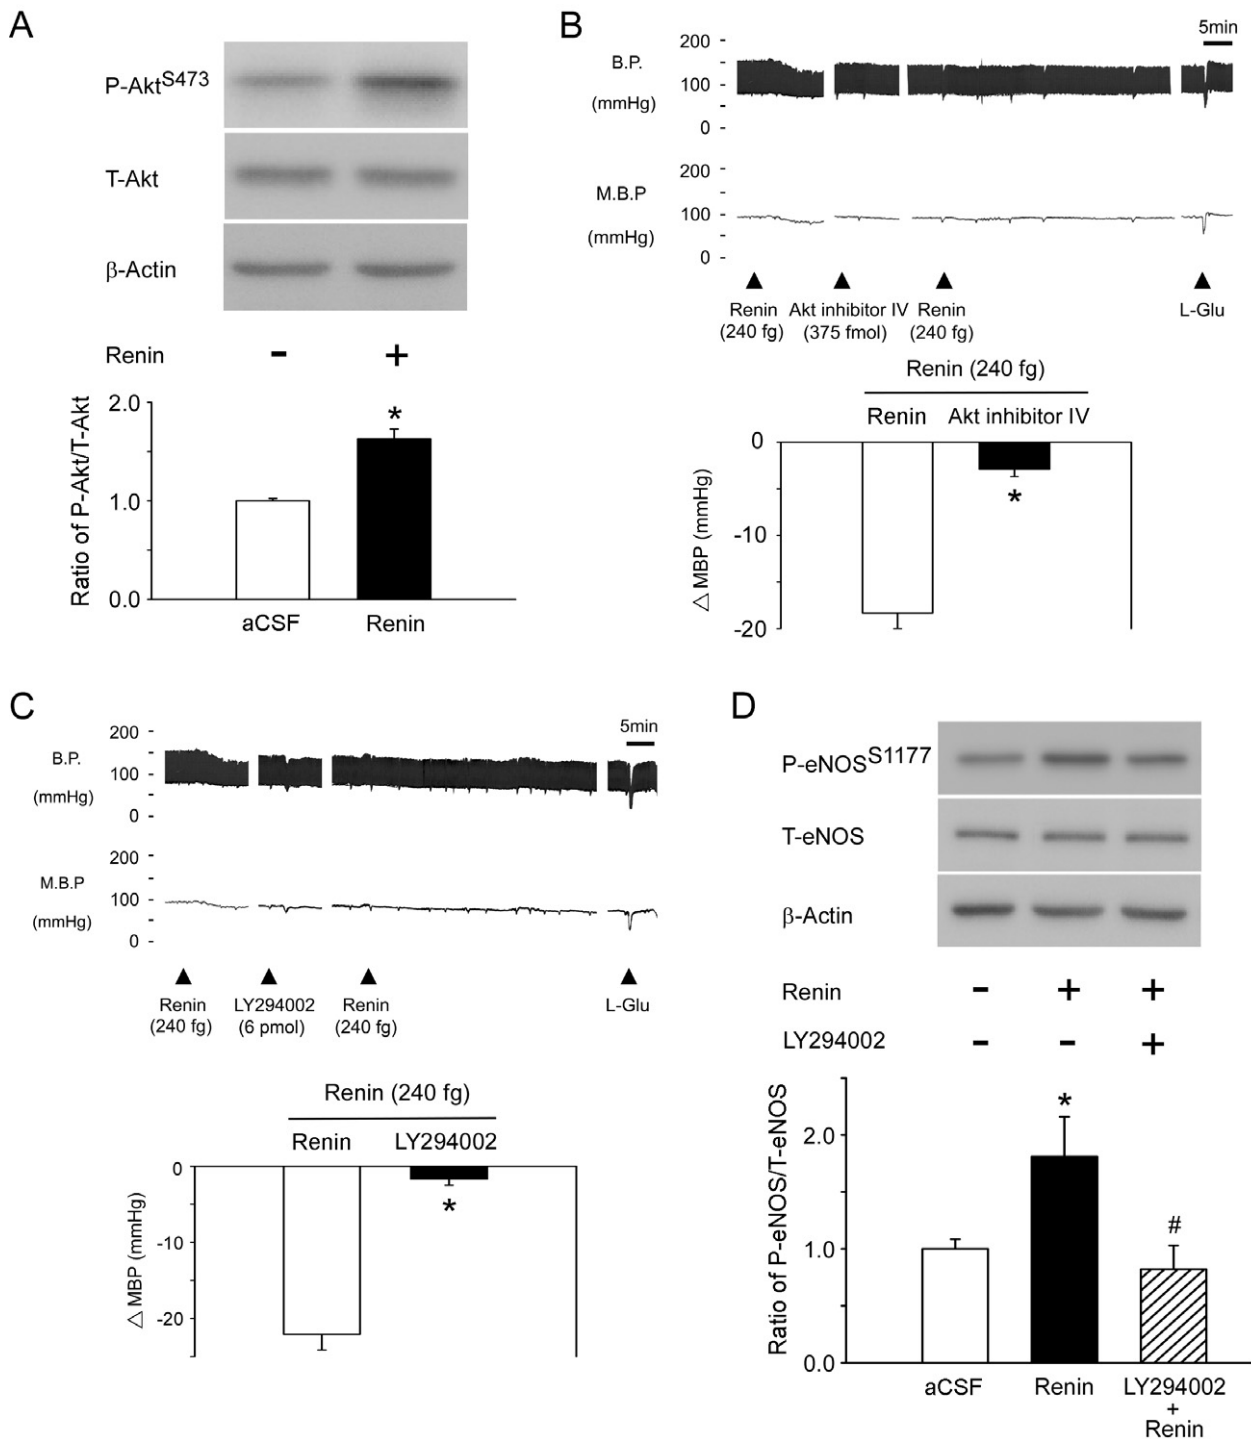 A
P-Akt^S473
T-Akt
β-Actin
Renin - +
Ratio of P-Akt/T-Akt
2.0
*
1.0
0.0
aCSF Renin
B
5min
B.P.
(mmHg)
200
100
0
M.B.P
(mmHg)
200
100
0
Renin
(240 fg)
Akt inhibitor IV
(375 fmol)
Renin
(240 fg)
L-Glu
Renin (240 fg)
Renin Akt inhibitor IV
△ MBP (mmHg)
0
*
-10
-20
C
5min
B.P.
(mmHg)
200
100
0
M.B.P
(mmHg)
200
100
0
Renin
(240 fg)
LY294002
(6 pmol)
Renin
(240 fg)
L-Glu
Renin (240 fg)
Renin LY294002
△ MBP (mmHg)
0
*
-10
-20
D
P-eNOS^S1177
T-eNOS
β-Actin
Renin - + +
LY294002 - - +
Ratio of P-eNOS/T-eNOS
*
2.0
#
1.0
0.0
aCSF Renin LY294002
+
Renin